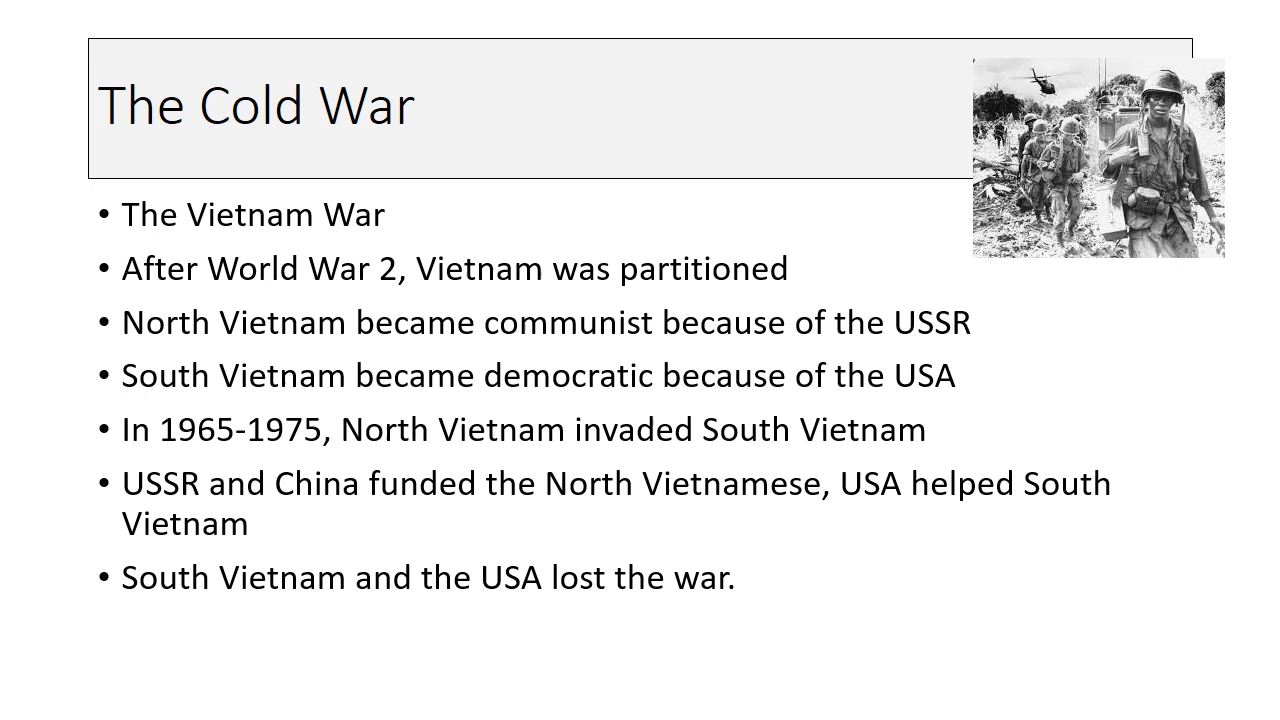 The Cold War
• The Vietnam War
• After World War 2, Vietnam was partitioned
• North Vietnam became communist because of the USSR
• South Vietnam became democratic because of the USA
• In 1965-1975, North Vietnam invaded South Vietnam
• USSR and China funded the North Vietnamese, USA helped South
Vietnam
• South Vietnam and the USA lost the war.